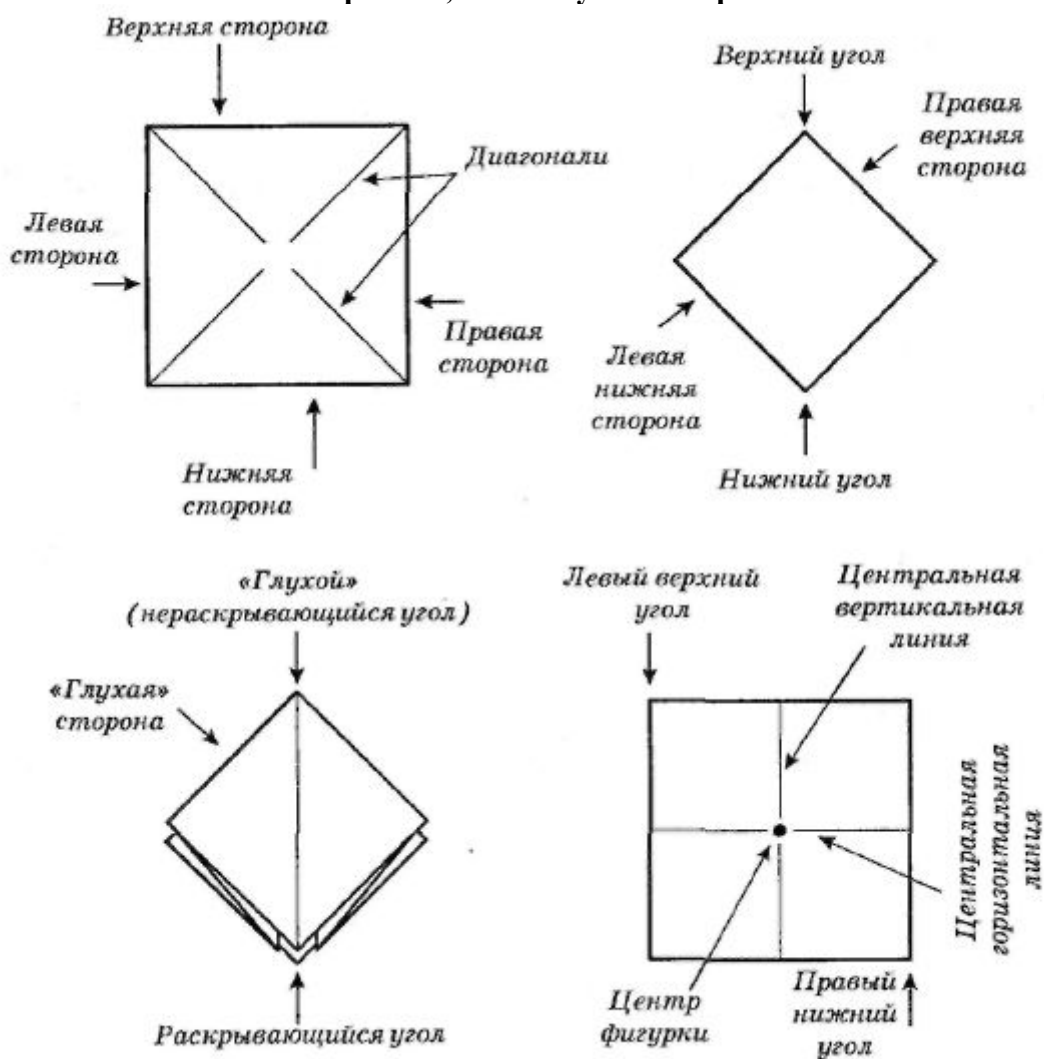 Верхняя сторона
Верхний угол
Правая
верхняя
сторона
Диагонали
Левая
сторона
Правая
сторона
Левая
нижняя
сторона
Нижняя
сторона
Нижний угол
«Глухой»
(нераскрывающийся угол)
«Глухая»
сторона
Раскрывающийся угол
Левый верхний
угол
Центральная
вертикальная
линия
Центральная
горизонтальная
линия
Центр
фигурки
Правый
нижний
угол